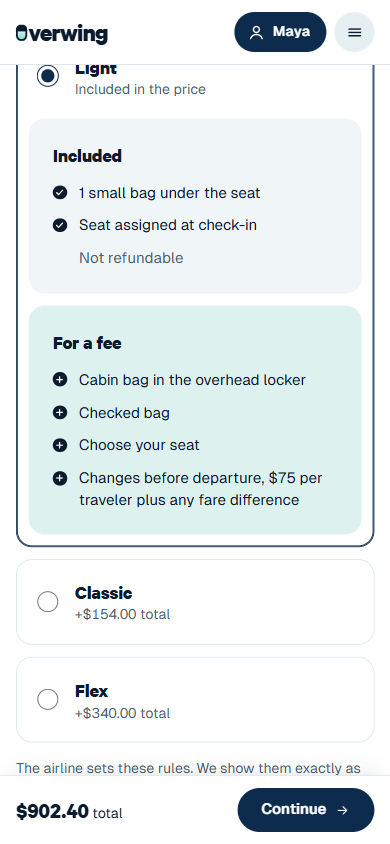 Overwing
Maya
Light
Included in the price
Included
1 small bag under the seat
Seat assigned at check-in
Not refundable
For a fee
Cabin bag in the overhead locker
Checked bag
Choose your seat
Changes before departure, $75 per
traveler plus any fare difference
Classic
+$154.00 total
Flex
+$340.00 total
The airline sets these rules. We show them exactly as
$902.40 total
Continue →